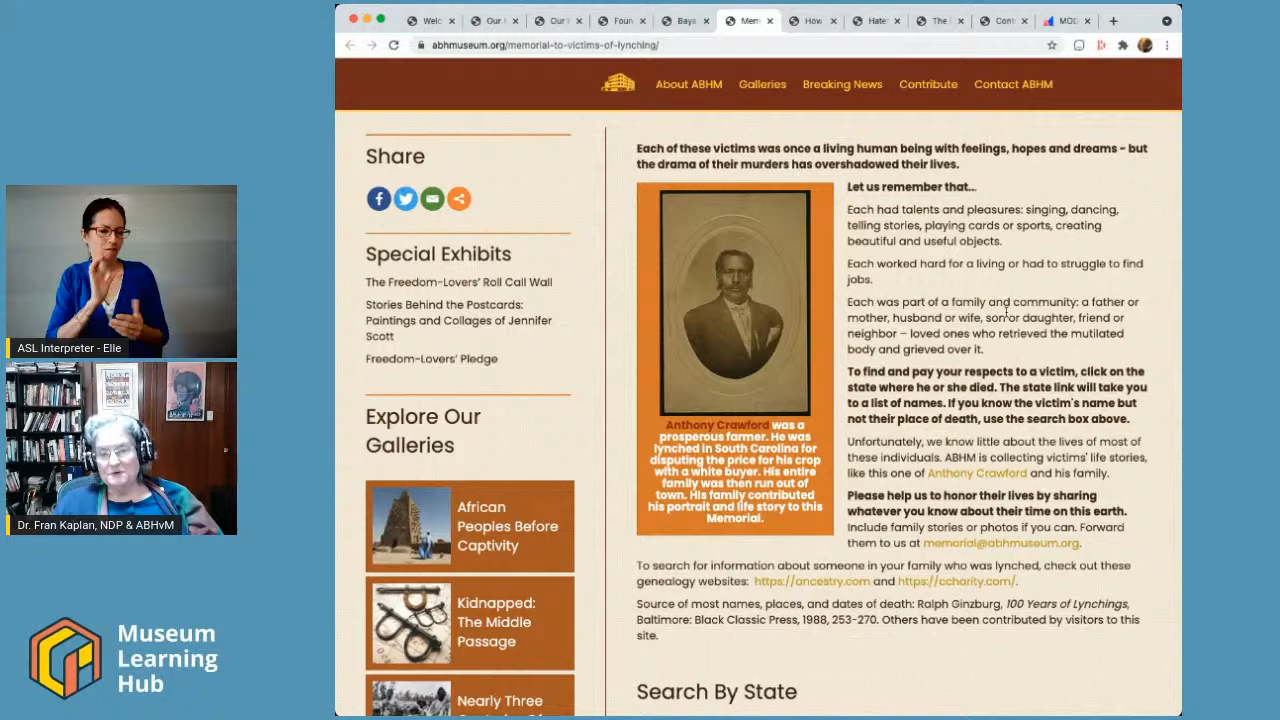 Welc
Our
Our
Foun
Baya
Mem
How
Hate
The
Cont
MOD
abhmuseum.org/memorial-to-victims-of-lynching/
About ABHM
Galleries
Breaking News
Contribute
Contact ABHM
Share
Special Exhibits
The Freedom-Lovers' Roll Call Wall
Stories Behind the Postcards:
Paintings and Collages of Jennifer
Scott
Freedom-Lovers' Pledge
Explore Our
Galleries
African
Peoples Before
Captivity
Kidnapped:
The Middle
Passage
Nearly Three
Each of these victims was once a living human being with feelings, hopes and dreams - but
the drama of their murders has overshadowed their lives.
Anthony Crawford was a
prosperous farmer. He was
lynched in South Carolina for
disputing the price for his crop
with a white buyer. His entire
family was then run out of
town. His family contributed
his portrait and life story to this
Memorial.
Let us remember that...
Each had talents and pleasures: singing, dancing,
telling stories, playing cards or sports, creating
beautiful and useful objects.
Each worked hard for a living or had to struggle to find
jobs.
Each was part of a family and community: a father or
mother, husband or wife, son or daughter, friend or
neighbor – loved ones who retrieved the mutilated
body and grieved over it.
To find and pay your respects to a victim, click on the
state where he or she died. The state link will take you
to a list of names. If you know the victim's name but
not their place of death, use the search box above.
Unfortunately, we know little about the lives of most of
these individuals. ABHM is collecting victims' life stories,
like this one of Anthony Crawford and his family.
Please help us to honor their lives by sharing
whatever you know about their time on this earth.
Include family stories or photos if you can. Forward
them to us at memorial@abhmuseum.org.
To search for information about someone in your family who was lynched, check out these
genealogy websites: https://ancestry.com and https://ccharity.com/.
Source of most names, places, and dates of death: Ralph Ginzburg, 100 Years of Lynchings,
Baltimore: Black Classic Press, 1988, 253-270. Others have been contributed by visitors to this
site.
Search By State
ASL Interpreter - Elle
Dr. Fran Kaplan, NDP & ABHvM
Museum
Learning
Hub